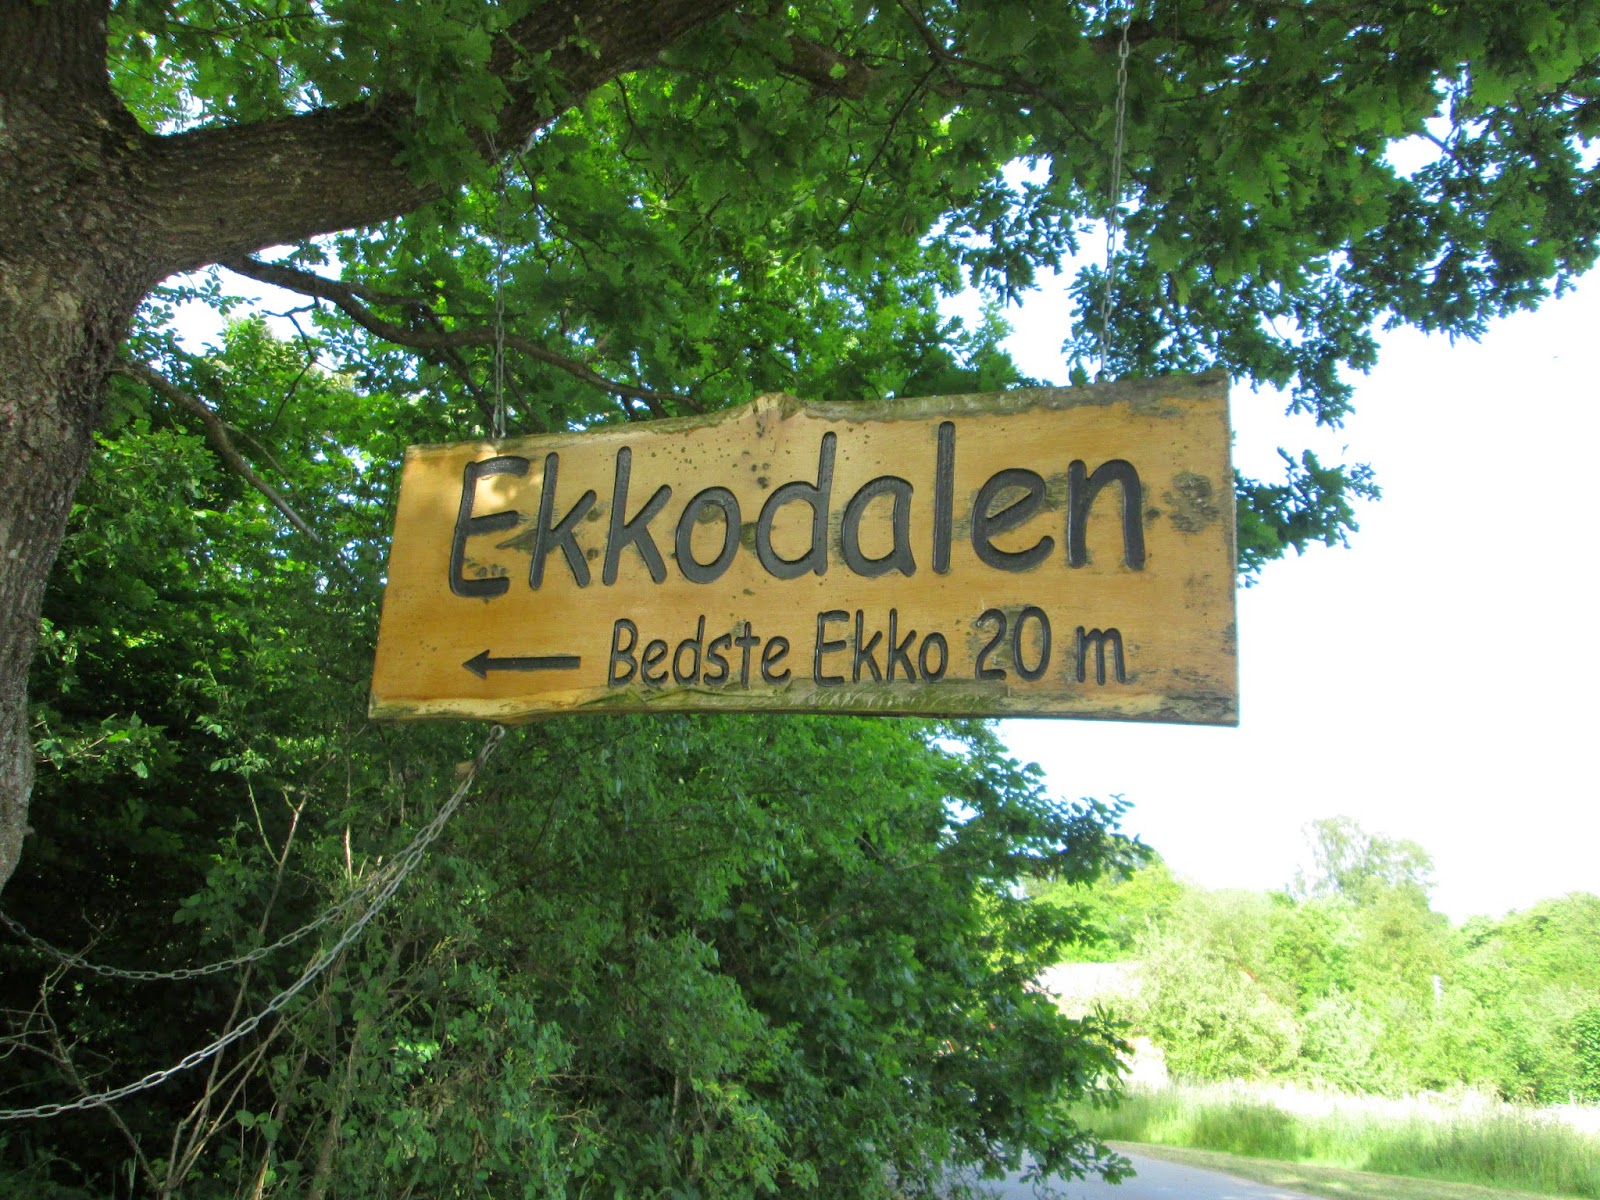 Ekkodalen
← Bedste Ekko 20 m